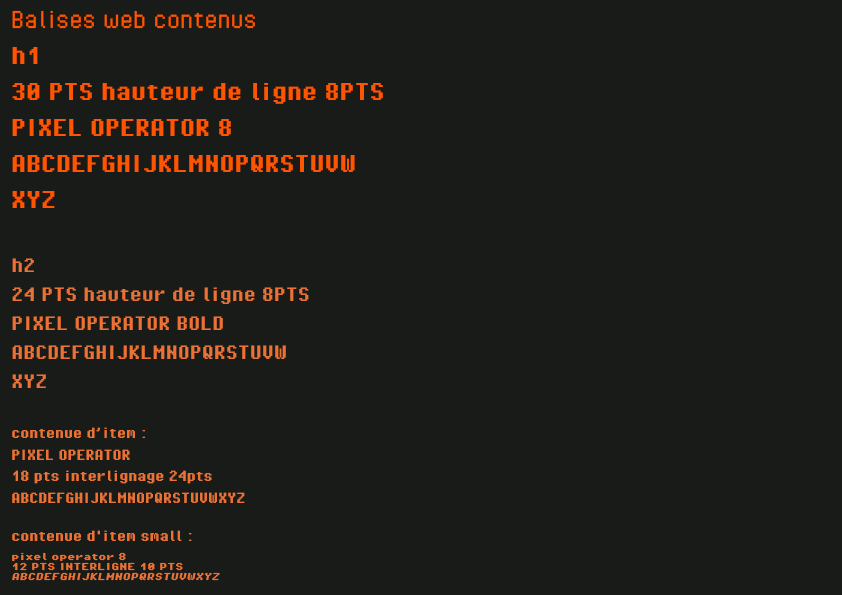 Balises web contenus
h1
30 PTS hauteur de ligne 8PTS
PIXEL OPERATOR 8
ABCDEFGHIJKLMNOPQRSTUVW
XYZ
h2
24 PTS hauteur de ligne 8PTS
PIXEL OPERATOR BOLD
ABCDEFGHIJKLMNOPQRSTUVW
XYZ
contenue d’item :
PIXEL OPERATOR
18 pts interlignage 24pts
ABCDEFGHIJKLMNOPQRSTUVWXYZ
contenue d'item small :
pixel operator 8
12 PTS INTERLIGNE 10 PTS
ABCDEFGHIJKLMNOPQRSTUVWXYZ